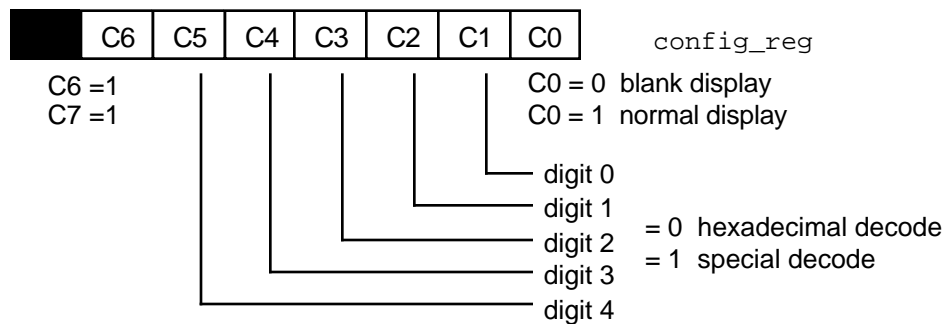 C6 C5 C4 C3 C2 C1 C0 config_reg
C6 =1
C7 =1
C0 = 0 blank display
C0 = 1 normal display
digit 0
digit 1
digit 2
digit 3
digit 4
= 0 hexadecimal decode
= 1 special decode